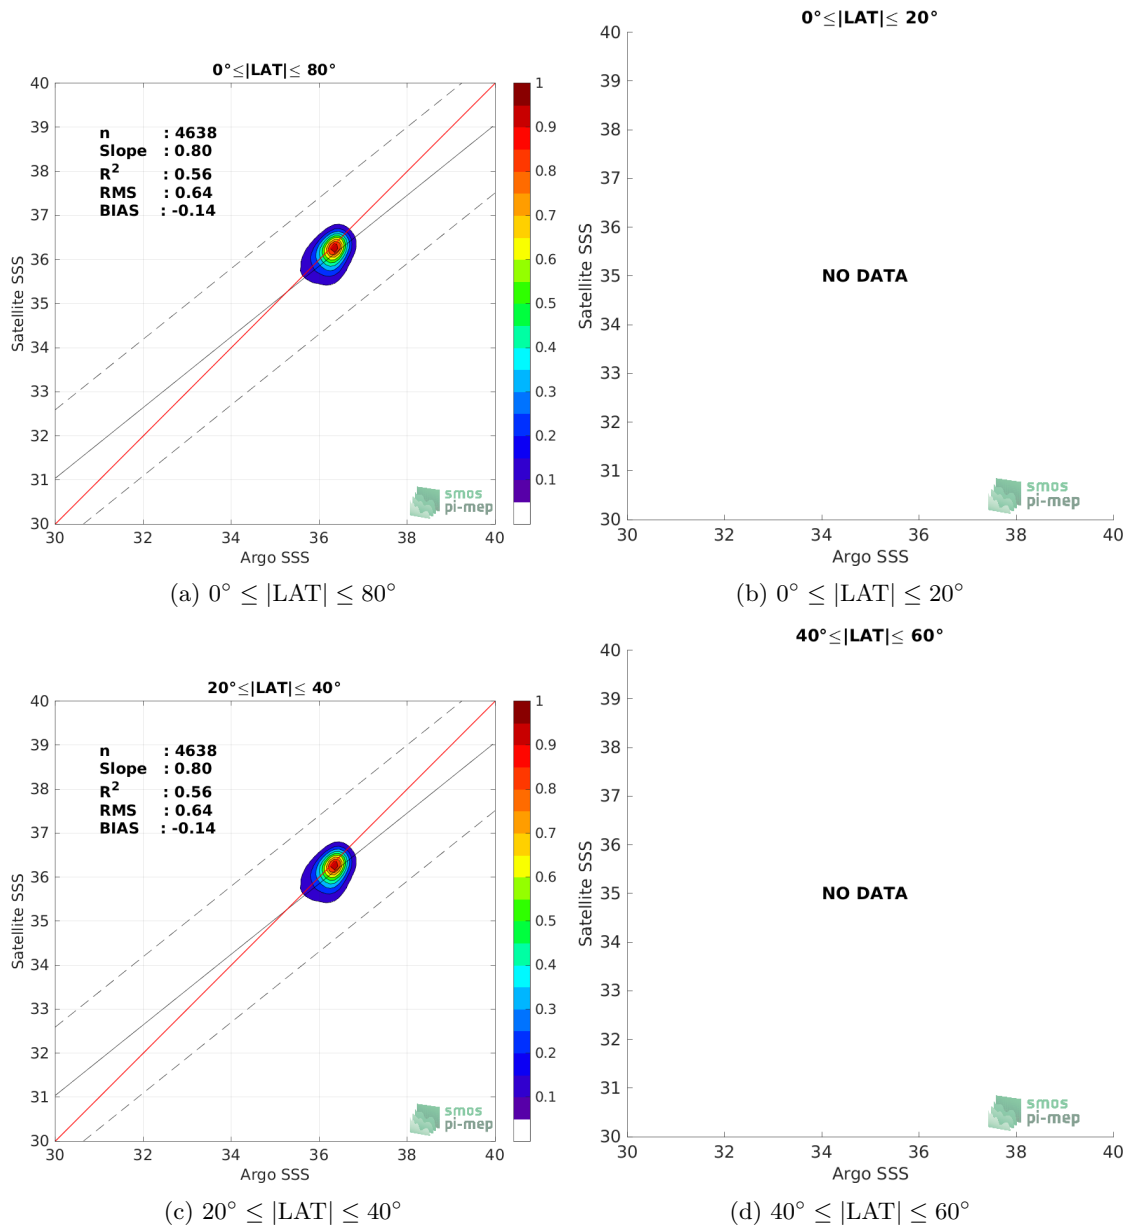 0°≤|LAT|≤ 80°
40
39
38
37
36
35
34
33
32
31
30
Satellite SSS
n : 4638
Slope : 0.80
R² : 0.56
RMS : 0.64
BIAS : -0.14
smos
pi-mep
30 32 34 36 38 40
Argo SSS
1
0.9
0.8
0.7
0.6
0.5
0.4
0.3
0.2
0.1
(a) 0° ≤ |LAT| ≤ 80°
0°≤|LAT|≤ 20°
40
39
38
37
36
35
34
33
32
31
30
Satellite SSS
NO DATA
smos
pi-mep
30 32 34 36 38 40
Argo SSS
(b) 0° ≤ |LAT| ≤ 20°
20°≤|LAT|≤ 40°
40
39
38
37
36
35
34
33
32
31
30
Satellite SSS
n : 4638
Slope : 0.80
R² : 0.56
RMS : 0.64
BIAS : -0.14
smos
pi-mep
30 32 34 36 38 40
Argo SSS
1
0.9
0.8
0.7
0.6
0.5
0.4
0.3
0.2
0.1
(c) 20° ≤ |LAT| ≤ 40°
40°≤|LAT|≤ 60°
40
39
38
37
36
35
34
33
32
31
30
Satellite SSS
NO DATA
smos
pi-mep
30 32 34 36 38 40
Argo SSS
(d) 40° ≤ |LAT| ≤ 60°